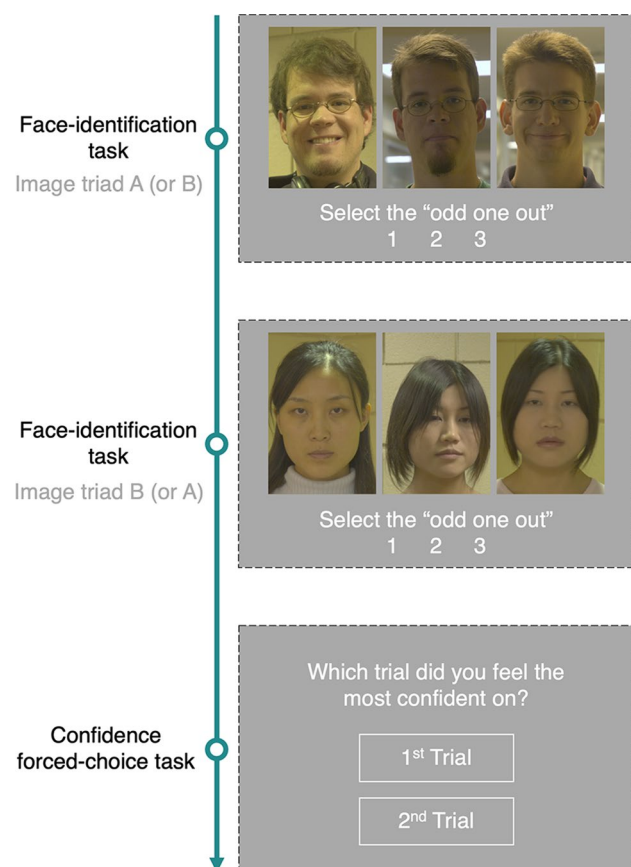 Face-identification
task
Image triad A (or B)
Select the “odd one out”
1 2 3
Face-identification
task
Image triad B (or A)
Select the “odd one out”
1 2 3
Confidence
forced-choice task
Which trial did you feel the
most confident on?
1st Trial
2nd Trial